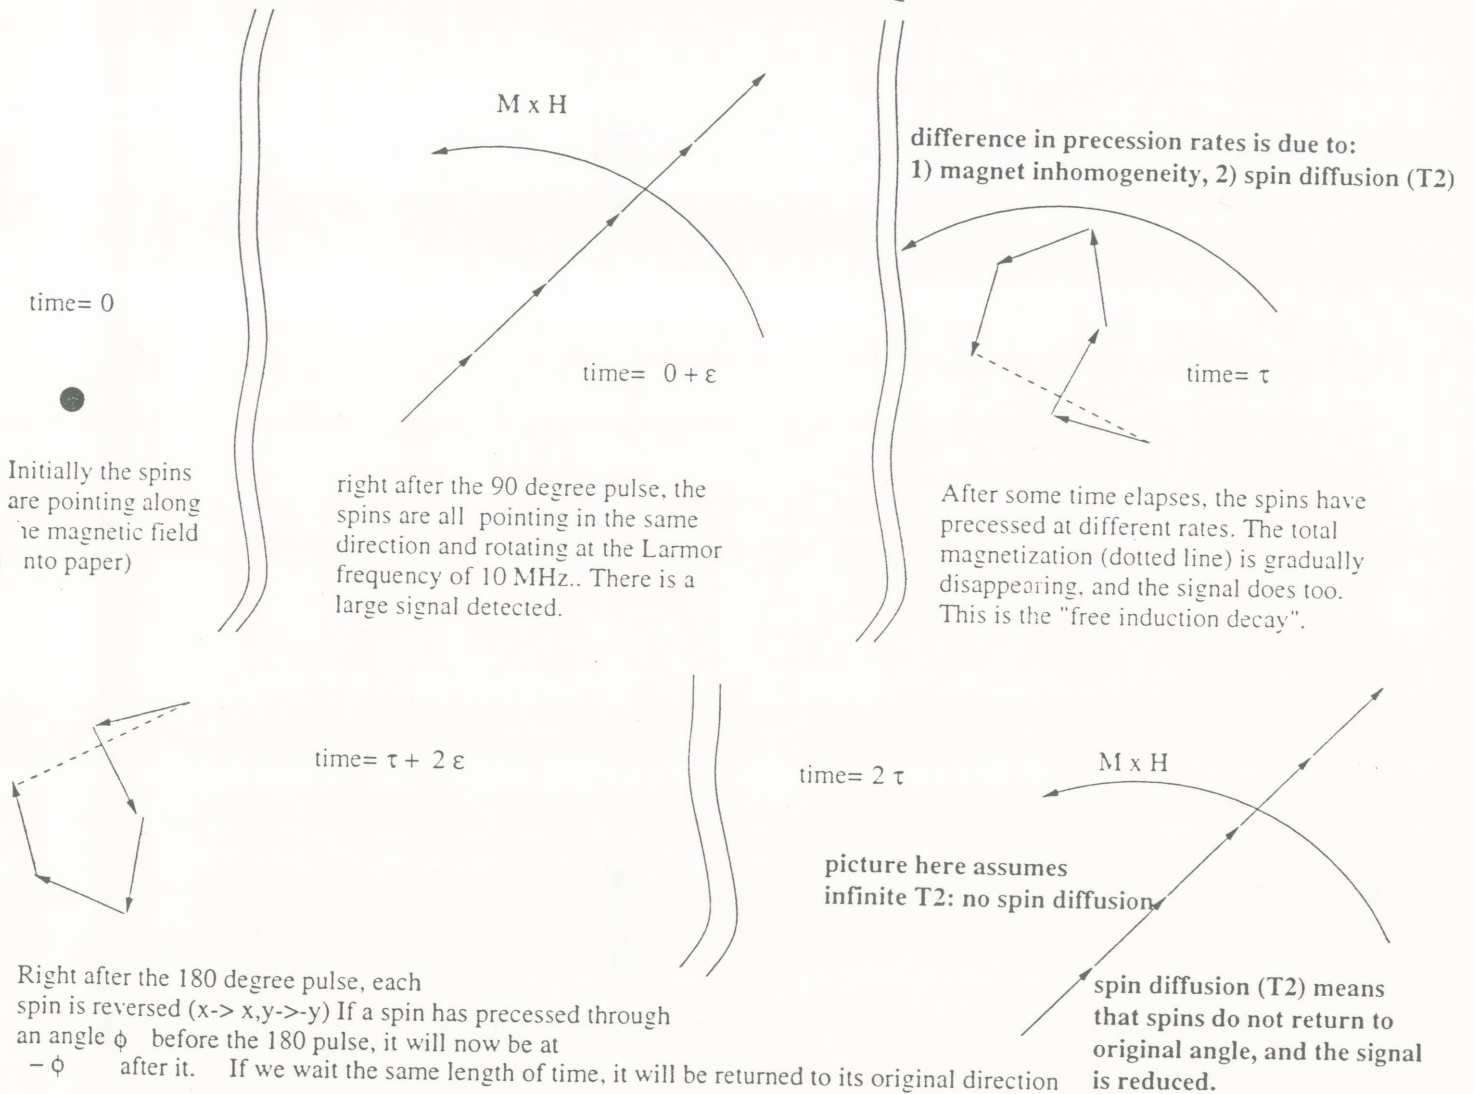 time= 0
Initially the spins
are pointing along
magnetic field
paper)
M x H
time= 0 + ε
right after the 90 degree pulse, the
spins are all pointing in the same
direction and rotating at the Larmor
frequency of 10 MHz.. There is a
large signal detected.
difference in precession rates is due to:
1) magnet inhomogeneity, 2) spin diffusion (T2)
time= τ
After some time elapses, the spins have
precessed at different rates. The total
magnetization (dotted line) is gradually
disappearing, and the signal does too.
This is the "free induction decay".
time= τ + 2 ε
Right after the 180 degree pulse, each
spin is reversed (x-> x,y->-y) If a spin has precessed through
an angle ϕ before the 180 pulse, it will now be at
– ϕ after it. If we wait the same length of time, it will be returned to its original direction
time= 2 τ
M x H
picture here assumes
infinite T2: no spin diffusion
spin diffusion (T2) means
that spins do not return to
original angle, and the signal
is reduced.